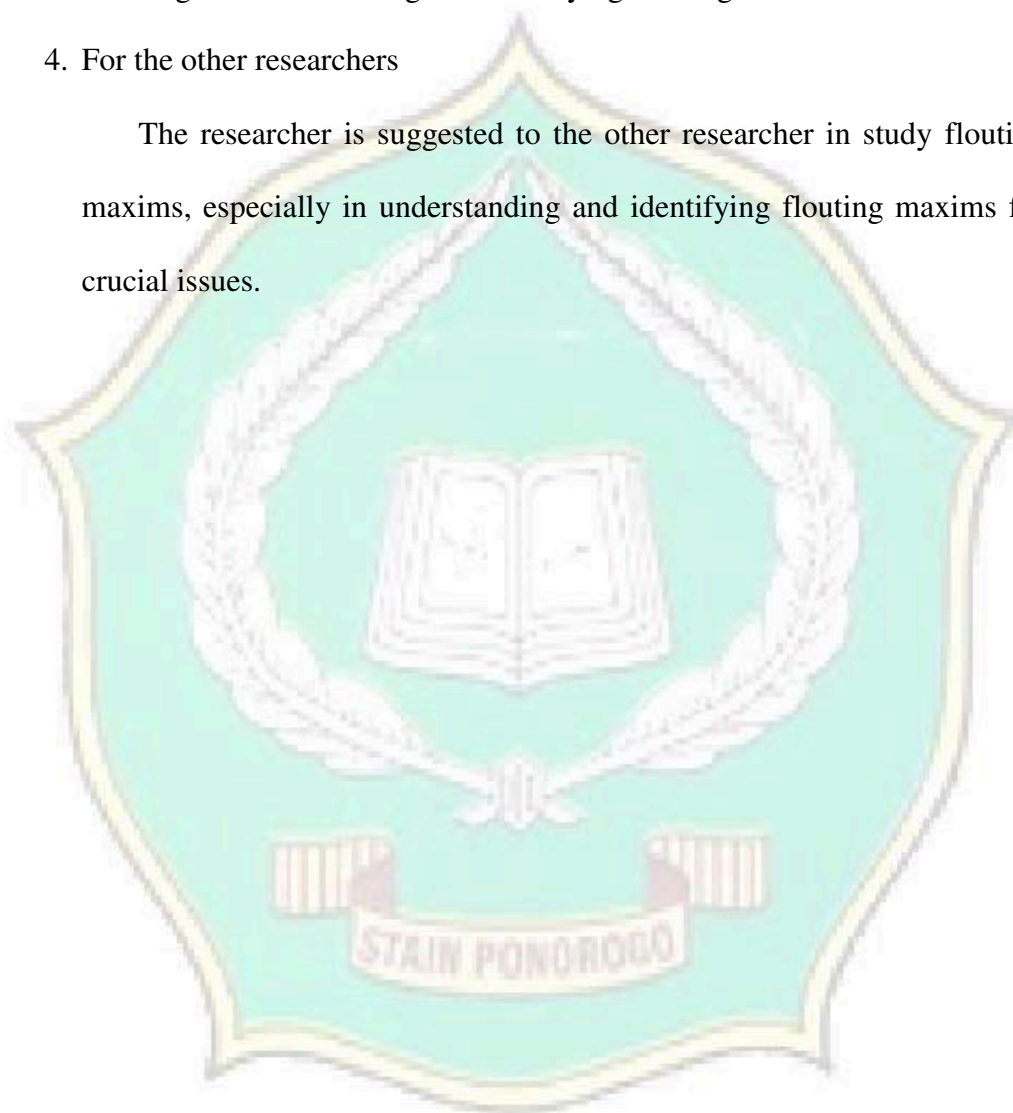 4. For the other researchers
The researcher is suggested to the other researcher in study flouti
maxims, especially in understanding and identifying flouting maxims f
crucial issues.
STAIN PONOROGO